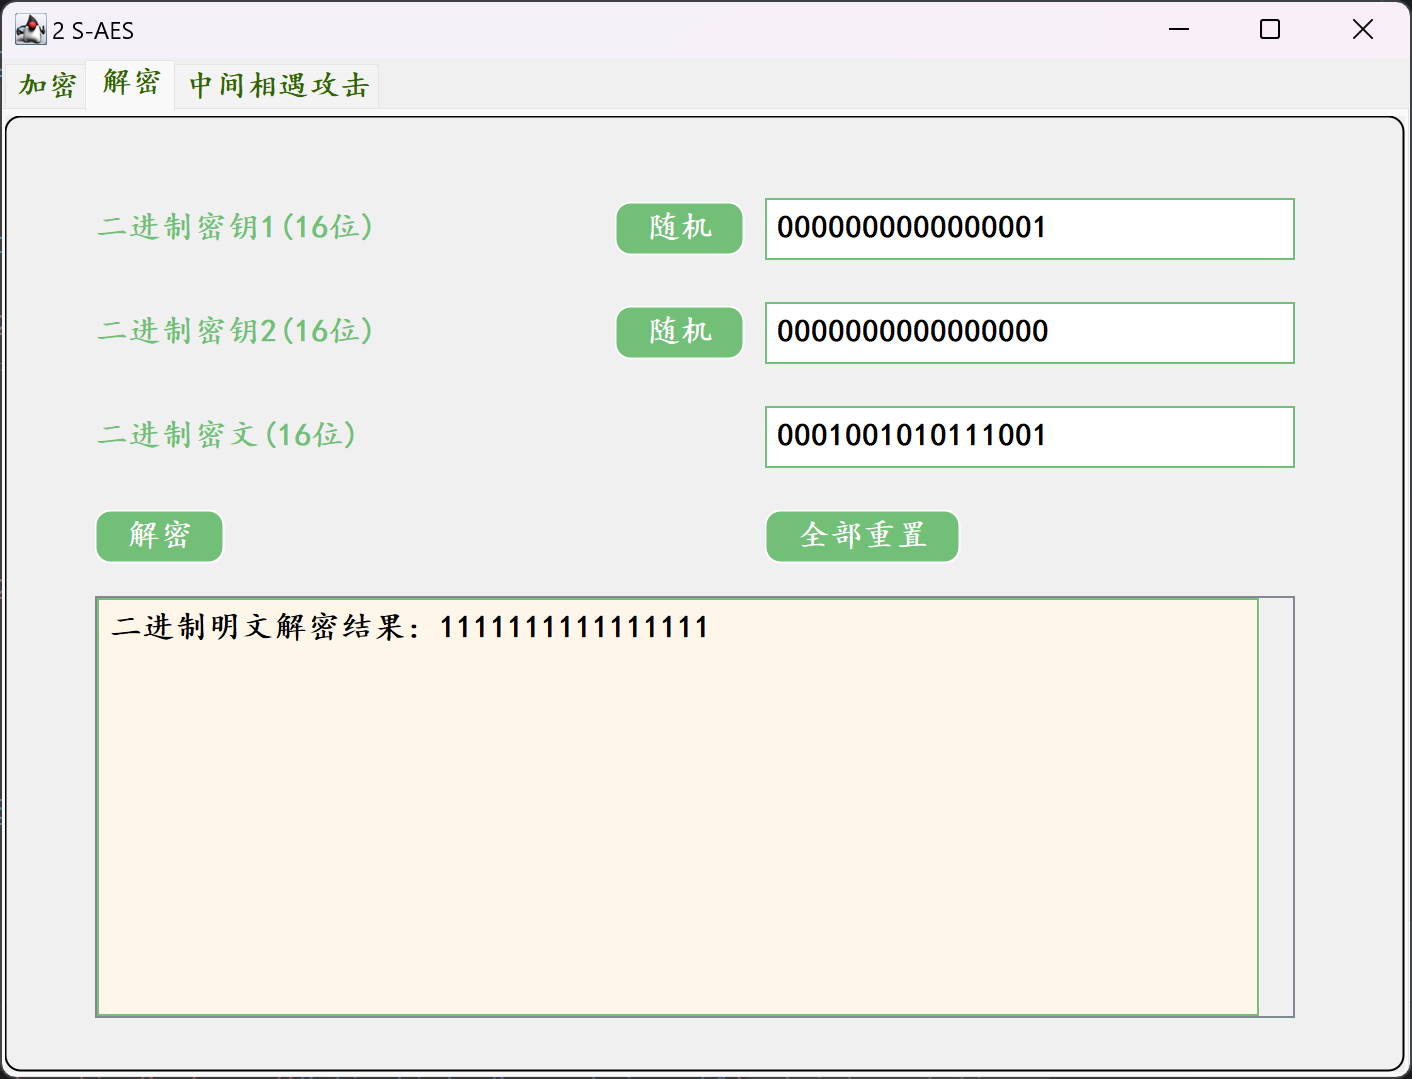 2 S-AES
加密 解密 中间相遇攻击
二进制密钥1(16位) 随机 0000000000000001
二进制密钥2(16位) 随机 0000000000000000
二进制密文(16位) 0001001010111001
解密 全部重置
二进制明文解密结果：1111111111111111